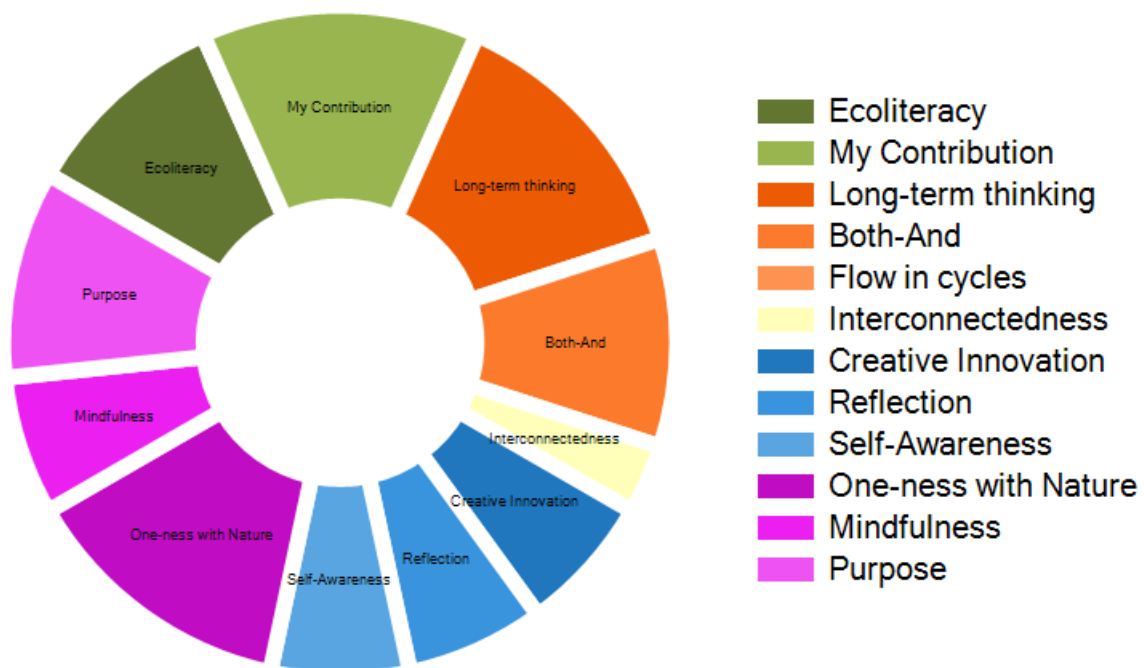 My Contribution
Ecoliteracy
Long-term thinking
Purpose
Both-And
Mindfulness
Interconnectedness
Creative Innovation
One-ness with Nature
Reflection
Self-Awareness
Ecoliteracy
My Contribution
Long-term thinking
Both-And
Flow in cycles
Interconnectedness
Creative Innovation
Reflection
Self-Awareness
One-ness with Nature
Mindfulness
Purpose